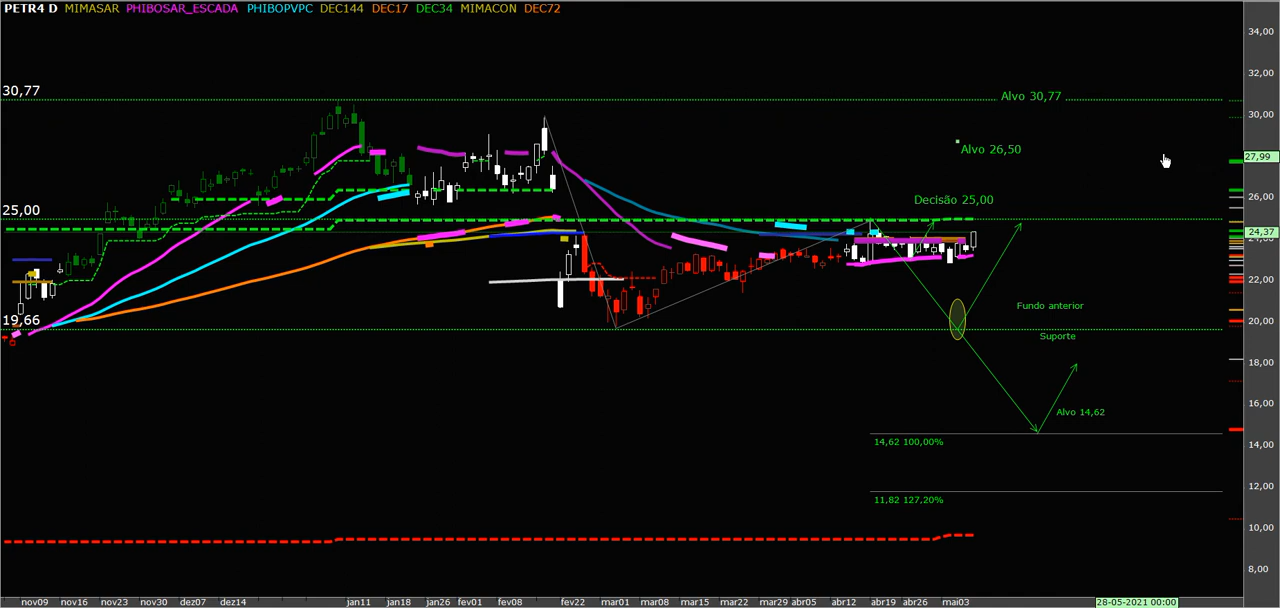 PETR4 D MIMASAR PHIBOSAR_ESCADA PHIBOPVPC DEC144 DEC17 DEC34 MIMACON DEC72
34,00
32,00
30,77
Alvo 30,77
30,00
Alvo 26,50
27,99
26,00
Decisão 25,00
25,00
24,37
24,00
22,00
Fundo anterior
19,66
20,00
Suporte
18,00
16,00
Alvo 14,62
14,62 100,00%
14,00
11,82 127,20%
12,00
10,00
8,00
nov09 nov16 nov23 nov30 dez07 dez14 jan11 jan18 jan26 fev01 fev08 fev22 mar01 mar08 mar15 mar22 mar29 abr05 abr12 abr19 abr26 mai03 28-05-2021 00:00